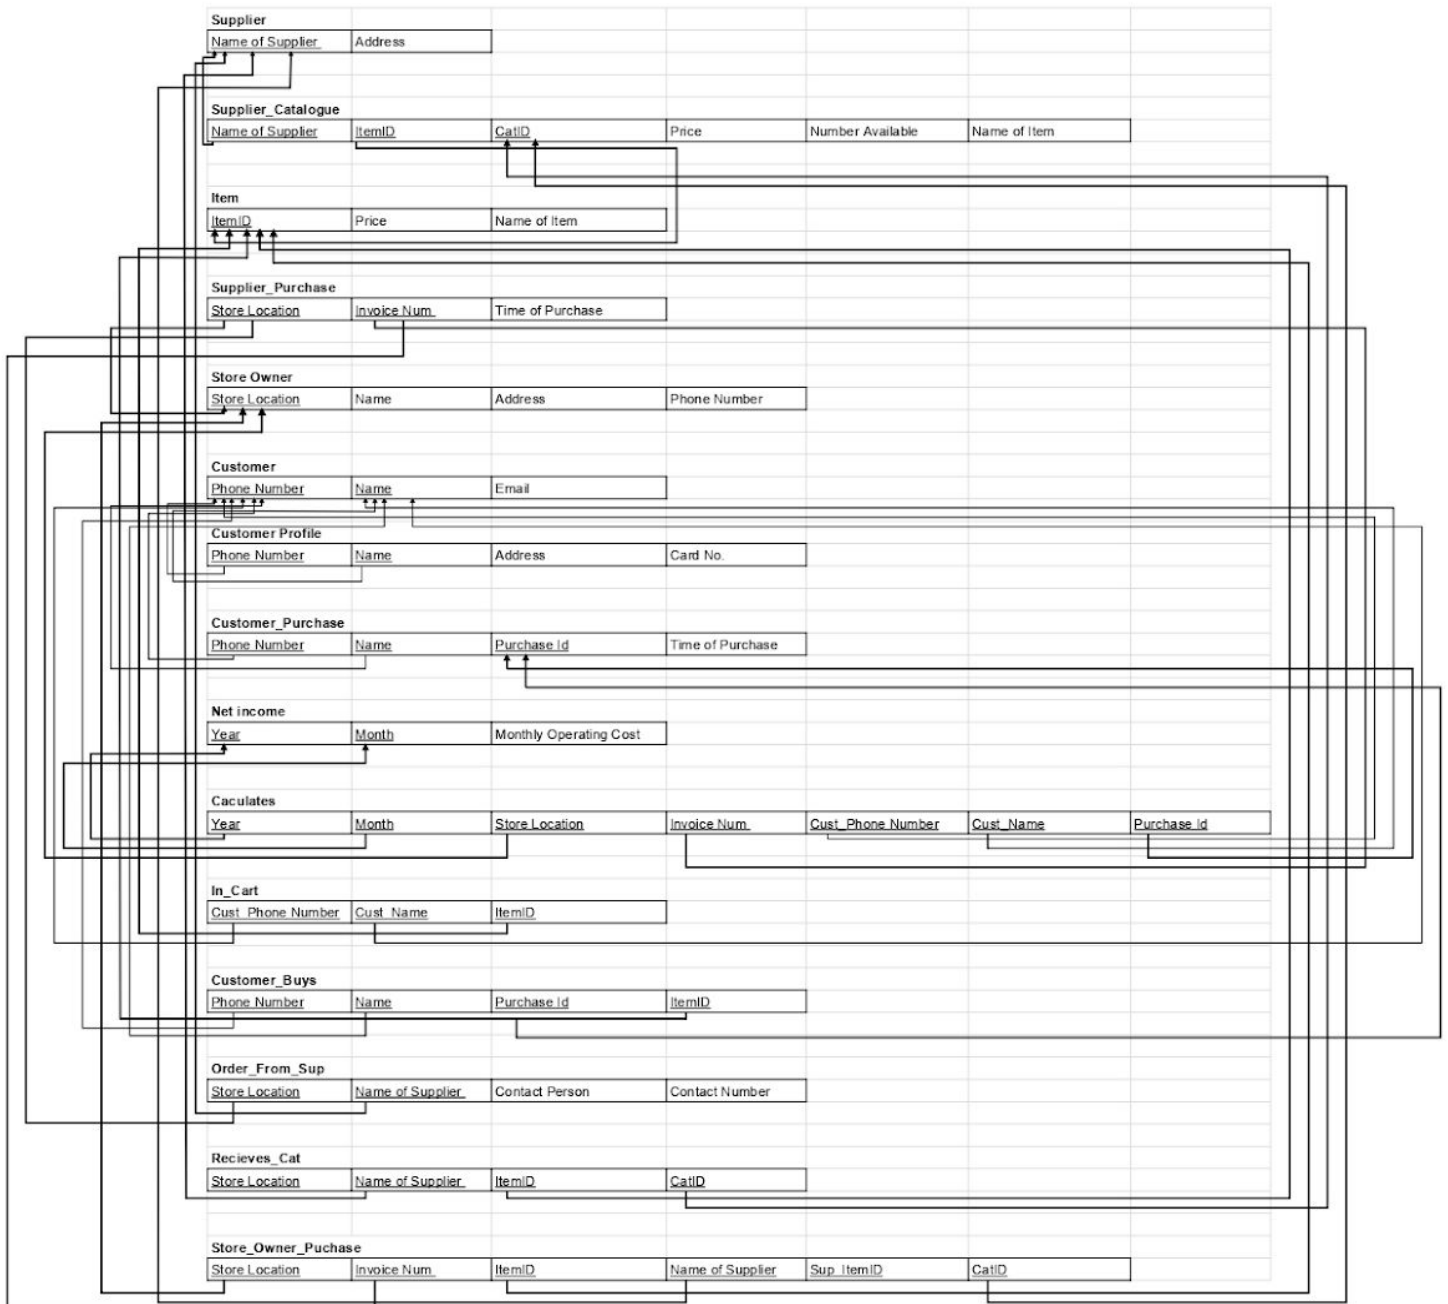 Supplier
Name of Supplier Address
Supplier_Catalogue
Name of Supplier ItemID CatID Price Number Available Name of Item
Item
ItemID Price Name of Item
Supplier_Purchase
Store Location Invoice Num Time of Purchase
Store Owner
Store Location Name Address Phone Number
Customer
Phone Number Name Email
Customer Profile
Phone Number Name Address Card No.
Customer_Purchase
Phone Number Name Purchase Id Time of Purchase
Net income
Year Month Monthly Operating Cost
Caculates
Year Month Store Location Invoice Num Cust_Phone Number Cust_Name Purchase Id
In_Cart
Cust_Phone Number Cust_Name ItemID
Customer_Buys
Phone Number Name Purchase Id ItemID
Order_From_Sup
Store Location Name of Supplier Contact Person Contact Number
Recieves_Cat
Store Location Name of Supplier ItemID CatID
Store_Owner_Puchase
Store Location Invoice Num ItemID Name of Supplier Sup_ItemID CatID